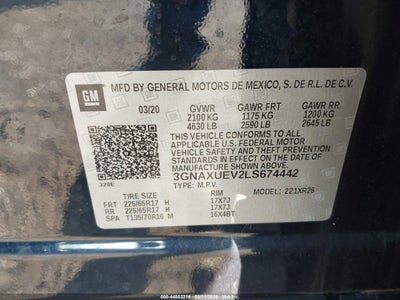 GM
MFD BY GENERAL MOTORS DE MEXICO, S. DE R.L. DE C.V.
03/20 GVWR GAWR FRT GAWR RR
2100 KG 1175 KG 1200 KG
4630 LB 2590 LB 2645 LB
THIS VEHICLE CONFORMS TO ALL
APPLICABLE U.S. FEDERAL MOTOR
VEHICLE SAFETY AND THEFT
PREVENTION STANDARDS IN EFFECT
ON THE DATE OF
MANUFACTURE SHOWN ABOVE.
3GNAXUEV2LS674442
TYPE: M.P.V. MODEL: 221XR26
TIRE SIZE RIM
FRT 225/65R17 H 17X7J
RR 225/65R17 H 17X7J
SPA T135/70R16 M 16X4BT